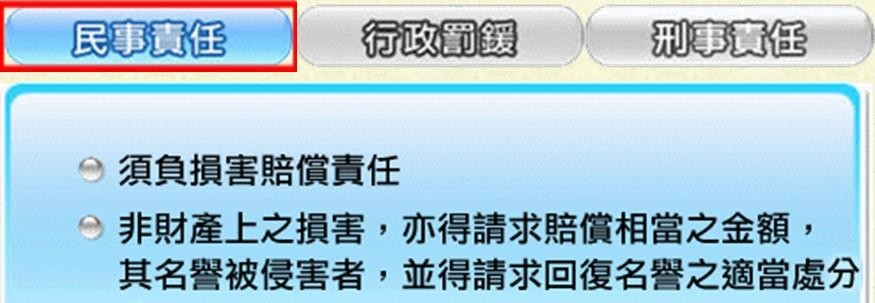 民事責任 行政罰鍰 刑事責任
須負損害賠償責任
非財產上之損害，亦得請求賠償相當之金額，
其名譽被侵害者，並得請求回復名譽之適當處分